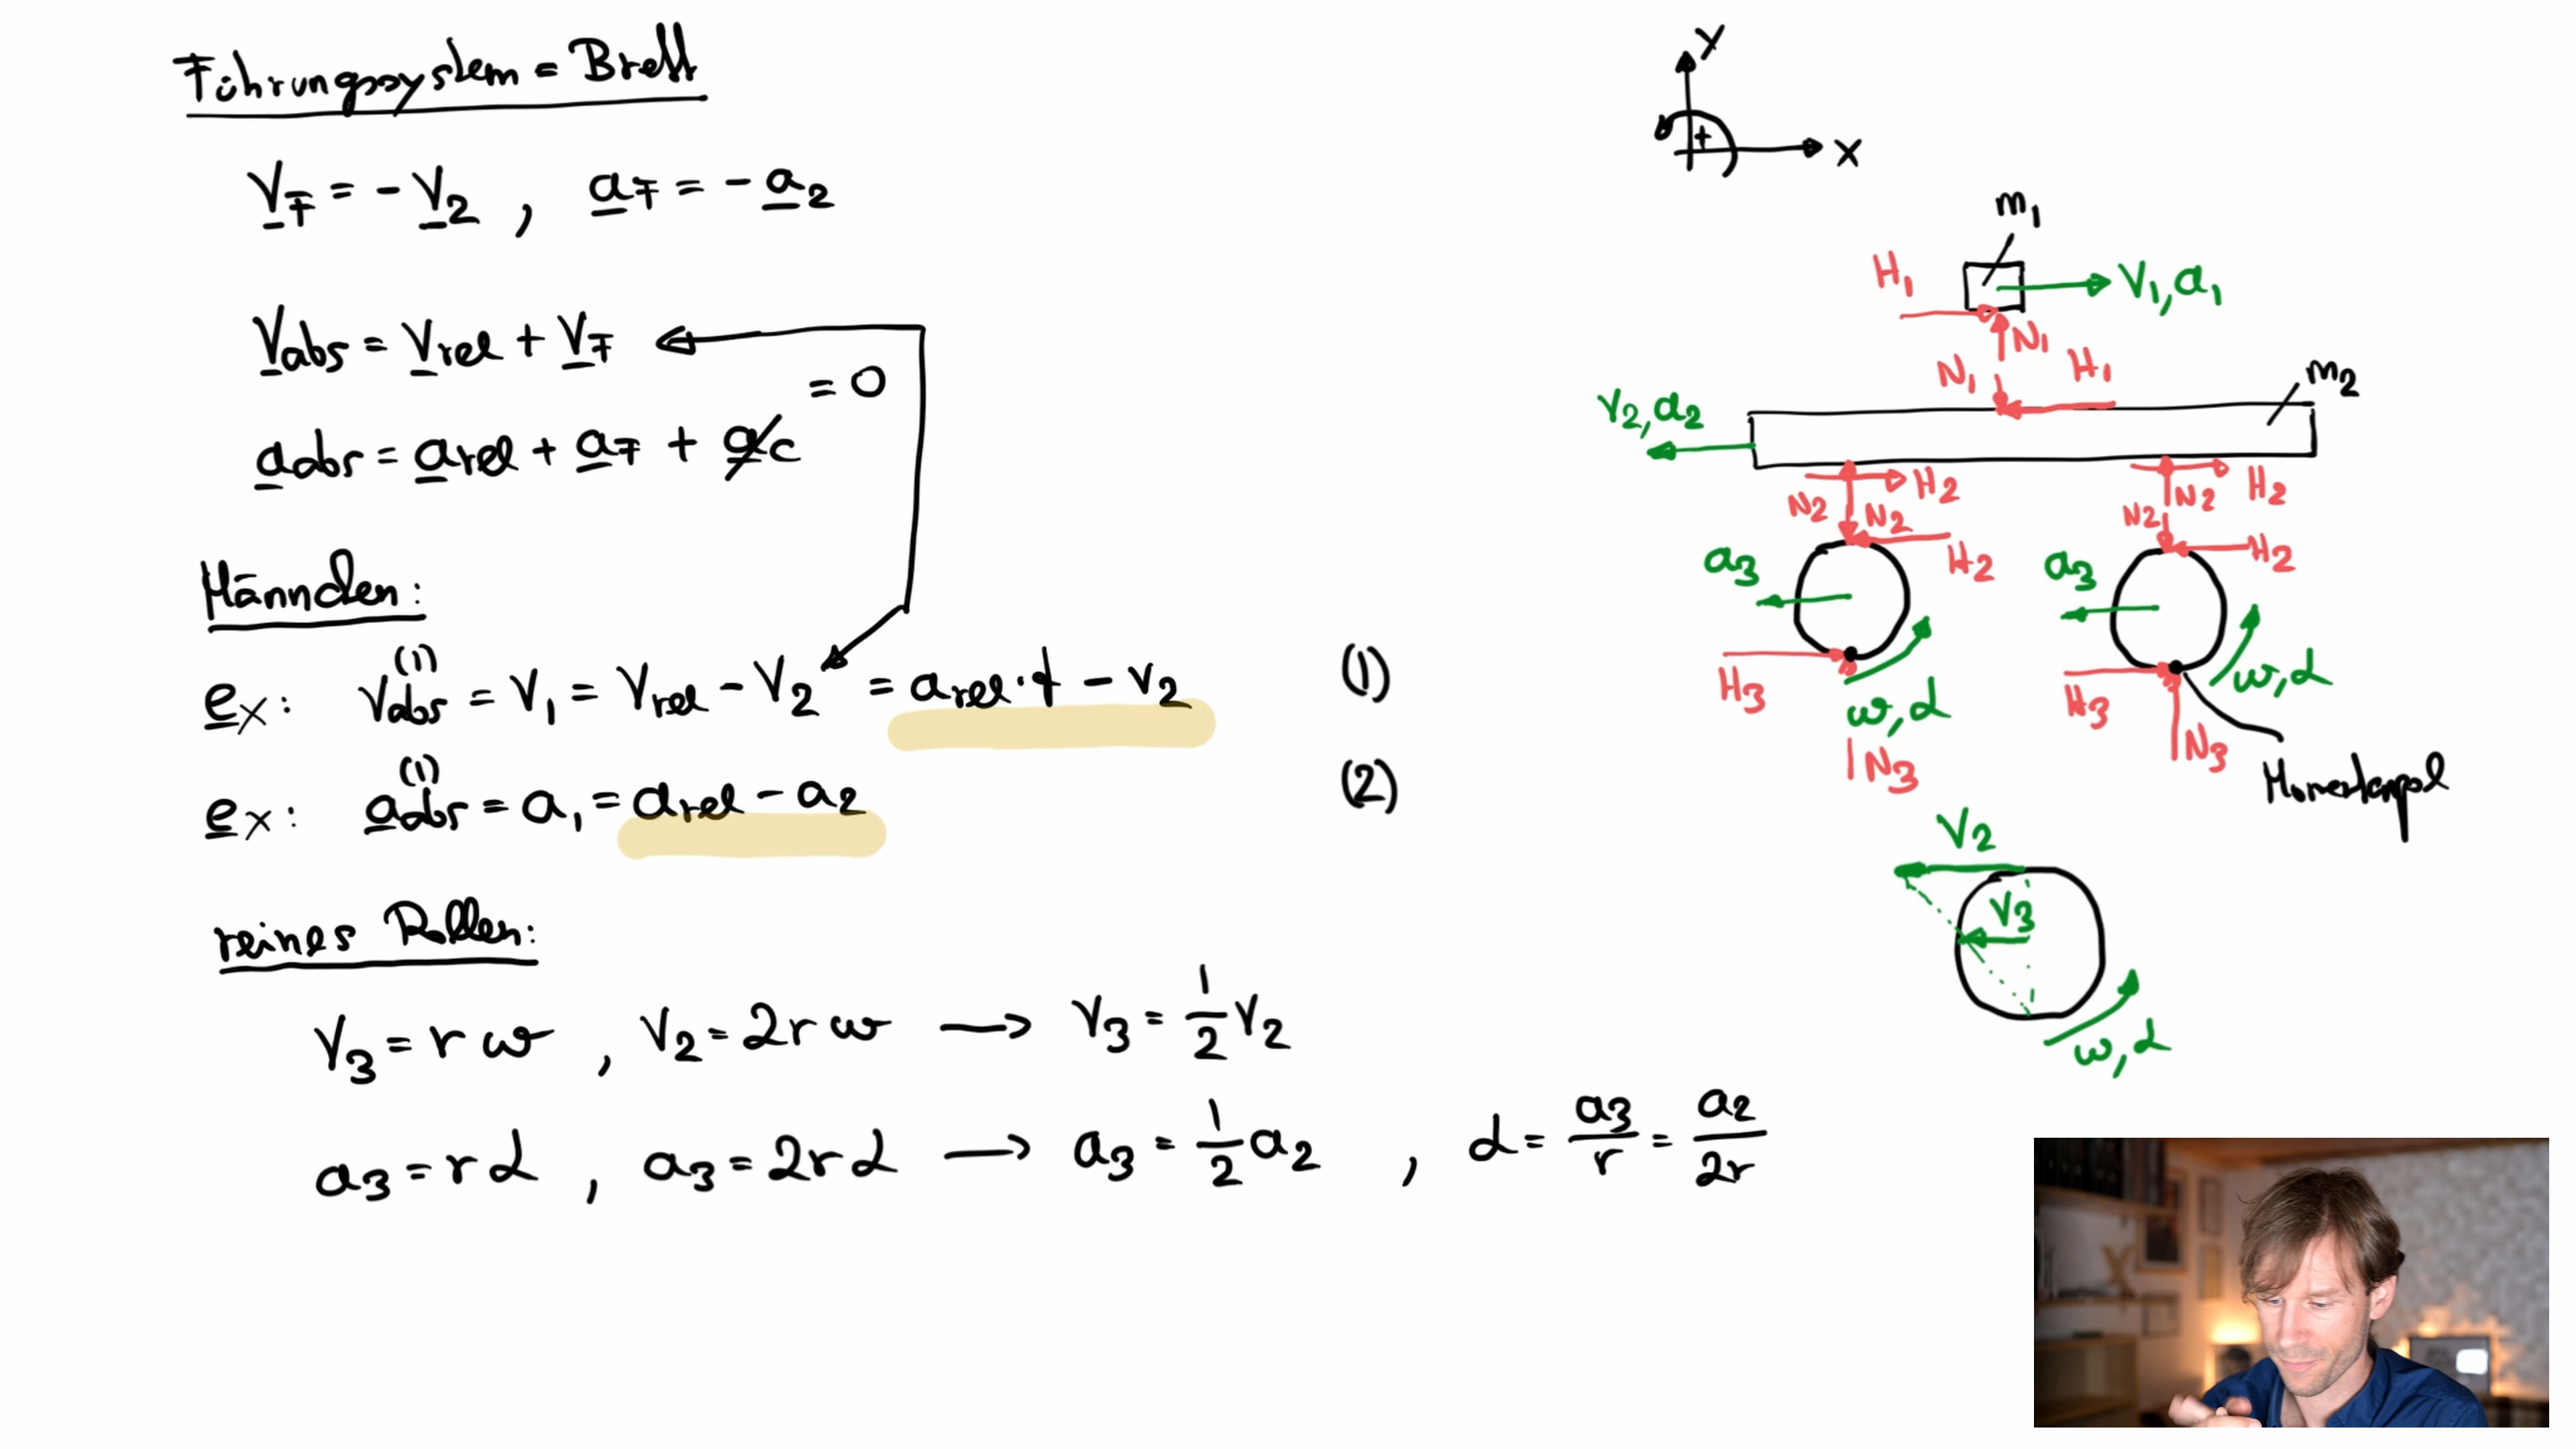 Führungssystem = Brett
v_F = - v_2 , a_F = - a_2
v_abs = v_rel + v_F
= 0
a_abs = a_rel + a_F + a_c
Männchen:
e_x: v_abs^(1) = v_1 = v_rel - v_2 = a_rel · t - v_2 (1)
e_x: a_abs^(1) = a_1 = a_rel - a_2 (2)
reines Rollen:
v_3 = r ω , v_2 = 2 r ω → v_3 = 1/2 v_2
a_3 = r α , a_3 = 2 r α → a_3 = 1/2 a_2 , α = a_3/r = a_2/2r
y
+
x
m_1
H_1
v_1, a_1
N_1
N_1 H_1
m_2
v_2, a_2
N_2 H_2 N_2 H_2
N_2 H_2 N_2 H_2
a_3 a_3
H_3 ω, α H_3 ω, α
N_3 N_3
Momentanpol
v_2
v_3
ω, α